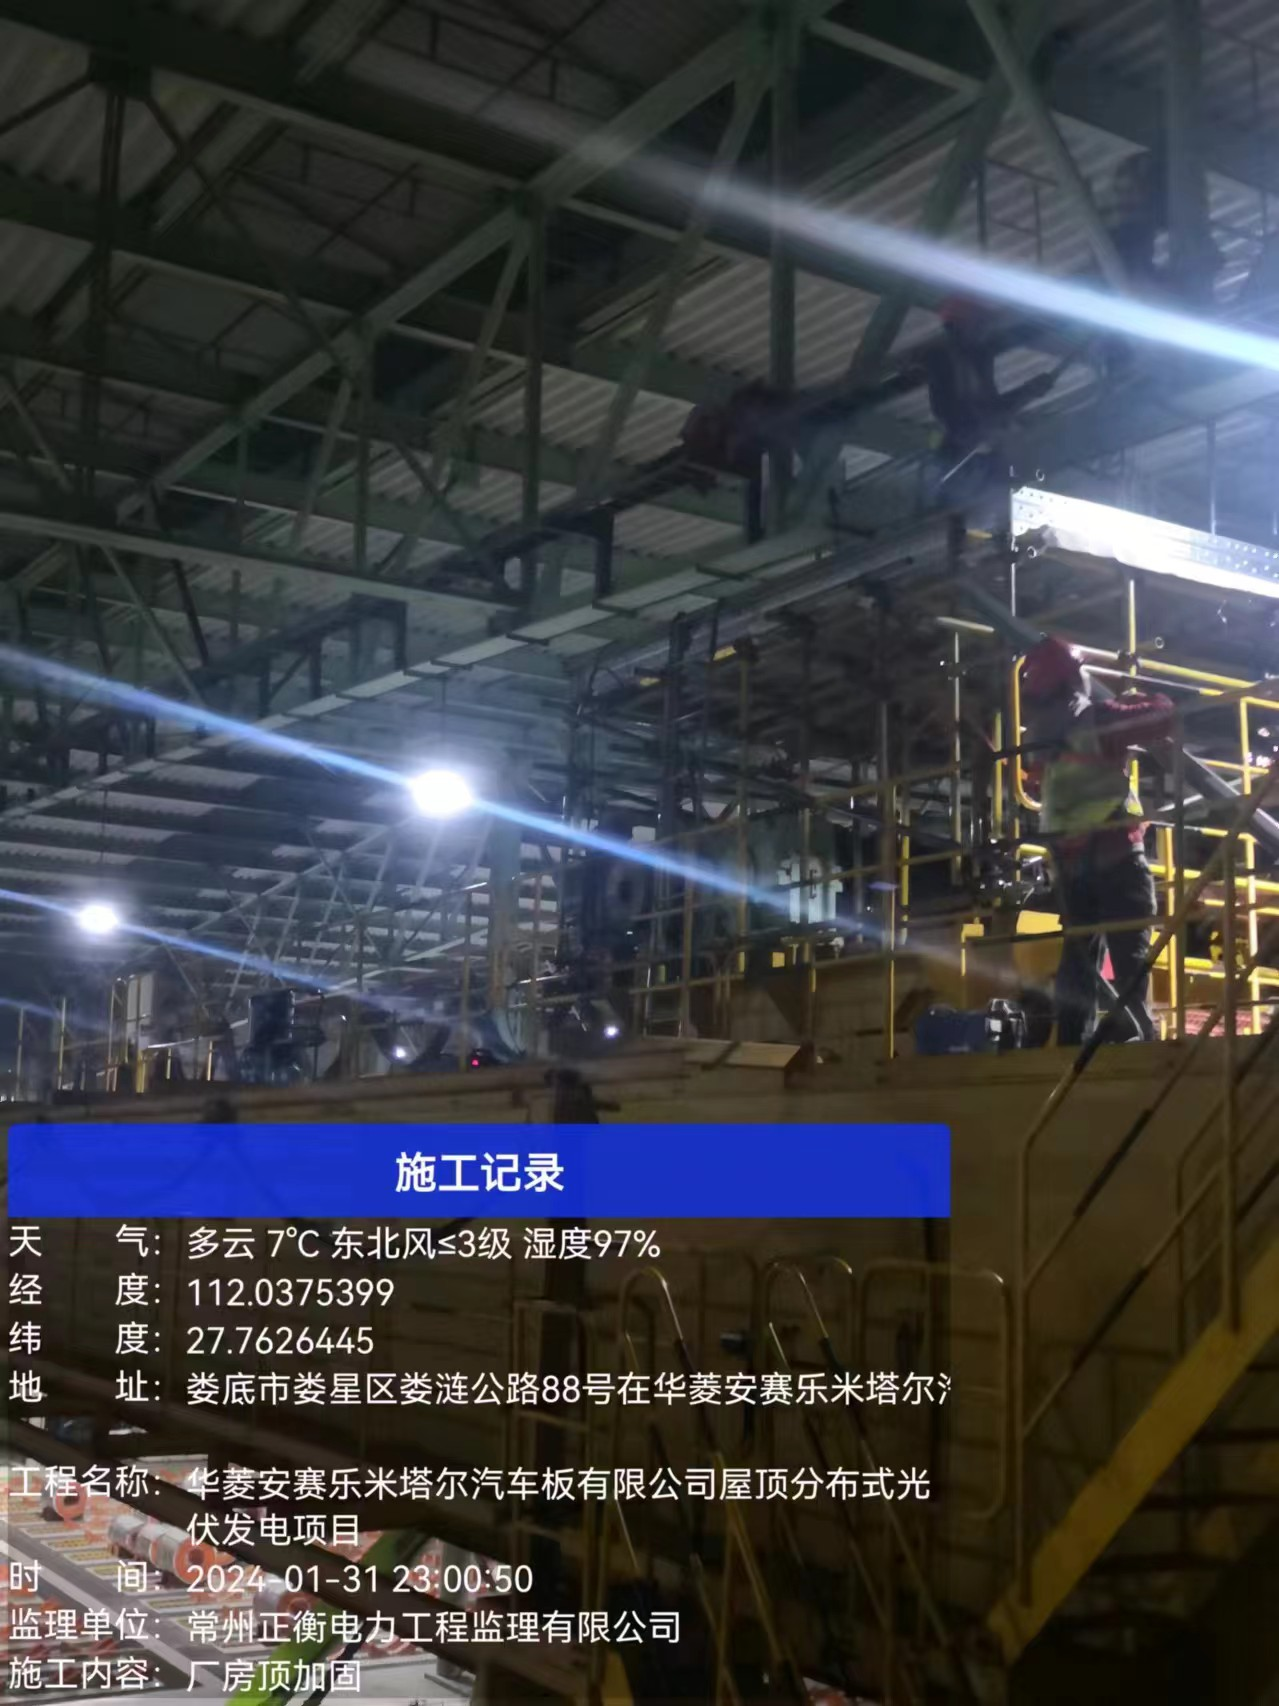 施工记录
天气：多云 7℃ 东北风≤3级 湿度97%
经度：112.0375399
纬度：27.7626445
地址：娄底市娄星区娄涟公路88号在华菱安赛乐米塔尔
工程名称：华菱安赛乐米塔尔汽车板有限公司屋顶分布式光
伏发电项目
时间：2024-01-31 23:00:50
监理单位：常州正衡电力工程监理有限公司
施工内容：厂房顶加固